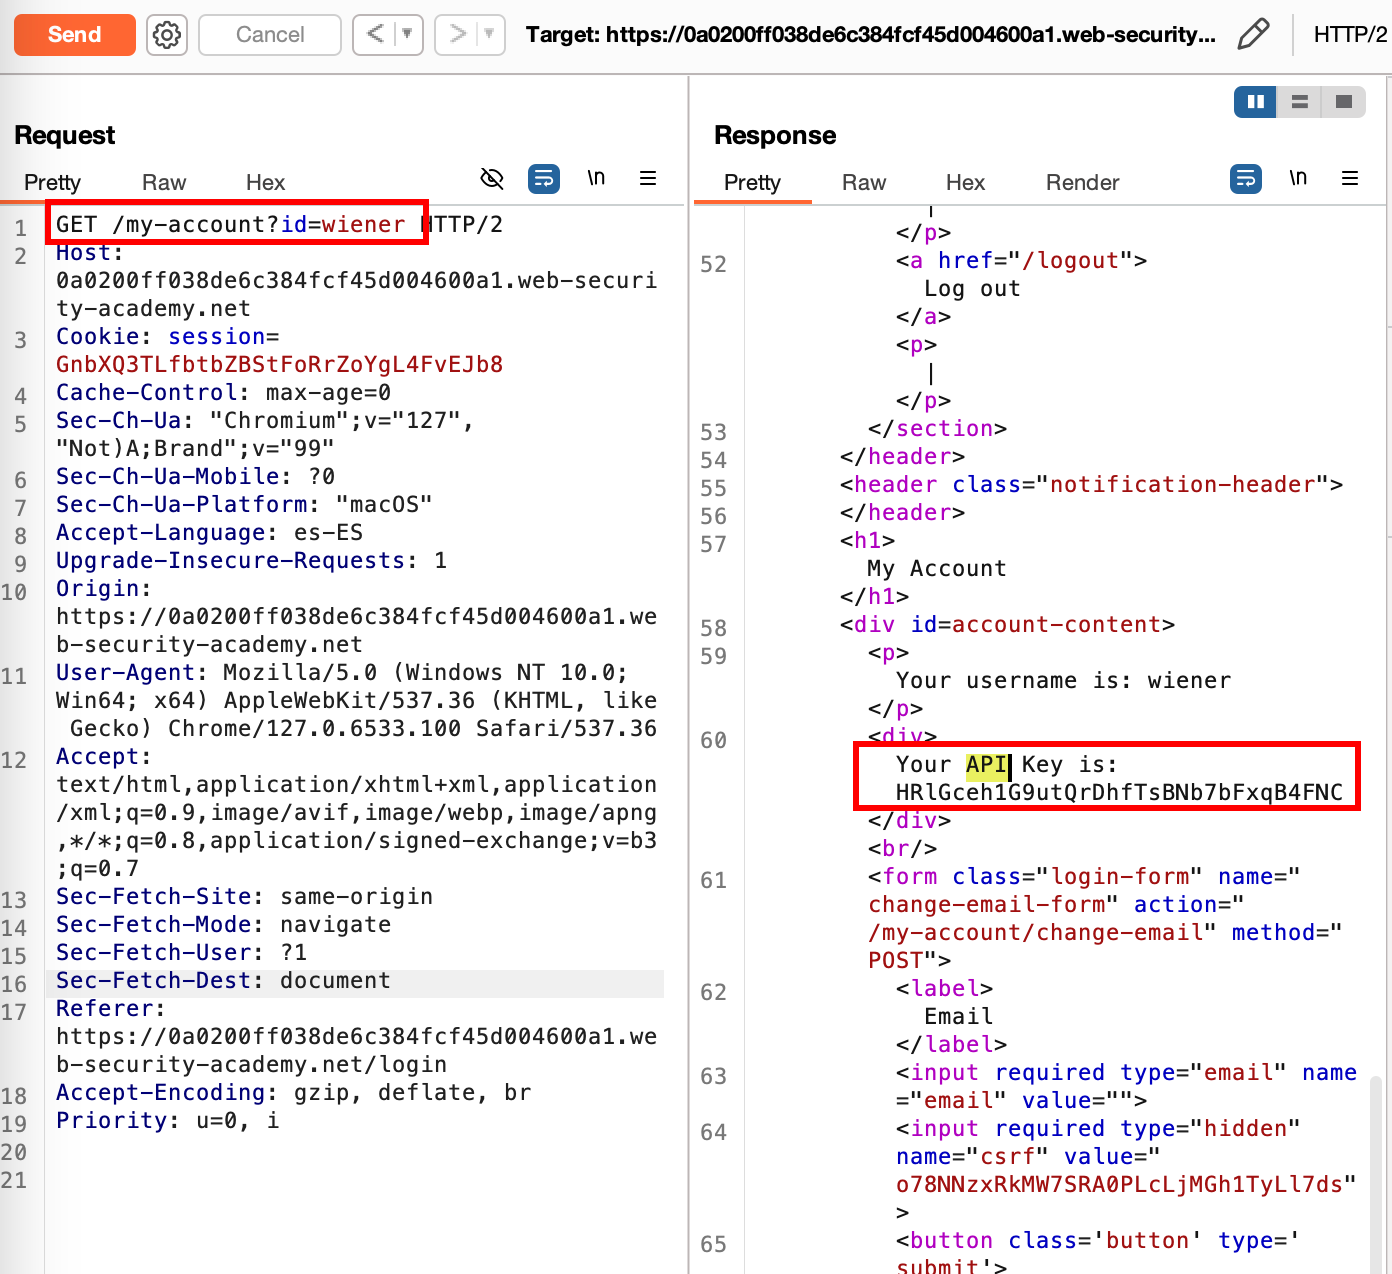 Send
Cancel
Target: https://0a0200ff038de6c384fcf45d004600a1.web-security...
HTTP/2
Request
Pretty Raw Hex
\n
1 GET /my-account?id=wiener HTTP/2
2 Host:
0a0200ff038de6c384fcf45d004600a1.web-securi
ty-academy.net
3 Cookie: session=
GnbXQ3TLfbtbZBStFoRrZoYgL4FvEJb8
4 Cache-Control: max-age=0
5 Sec-Ch-Ua: "Chromium";v="127",
"Not)A;Brand";v="99"
6 Sec-Ch-Ua-Mobile: ?0
7 Sec-Ch-Ua-Platform: "macOS"
8 Accept-Language: es-ES
9 Upgrade-Insecure-Requests: 1
10 Origin:
https://0a0200ff038de6c384fcf45d004600a1.we
b-security-academy.net
11 User-Agent: Mozilla/5.0 (Windows NT 10.0;
Win64; x64) AppleWebKit/537.36 (KHTML, like
Gecko) Chrome/127.0.6533.100 Safari/537.36
12 Accept:
text/html,application/xhtml+xml,application
/xml;q=0.9,image/avif,image/webp,image/apng
,*/*;q=0.8,application/signed-exchange;v=b3
;q=0.7
13 Sec-Fetch-Site: same-origin
14 Sec-Fetch-Mode: navigate
15 Sec-Fetch-User: ?1
16 Sec-Fetch-Dest: document
17 Referer:
https://0a0200ff038de6c384fcf45d004600a1.we
b-security-academy.net/login
18 Accept-Encoding: gzip, deflate, br
19 Priority: u=0, i
20
21
Response
Pretty Raw Hex Render
\n
|
</p>
52 <a href="/logout">
Log out
</a>
<p>
|
</p>
53 </section>
54 </header>
55 <header class="notification-header">
56 </header>
57 <h1>
My Account
</h1>
58 <div id=account-content>
59 <p>
Your username is: wiener
</p>
60 <div>
Your API Key is:
HRlGceh1G9utQrDhfTsBNb7bFxqB4FNC
</div>
<br/>
61 <form class="login-form" name="
change-email-form" action="
/my-account/change-email" method="
POST">
62 <label>
Email
</label>
63 <input required type="email" name
="email" value="">
64 <input required type="hidden"
name="csrf" value="
o78NNzxRkMW7SRA0PLcLjMGh1TyLl7ds"
>
65 <button class='button' type='
submit'>